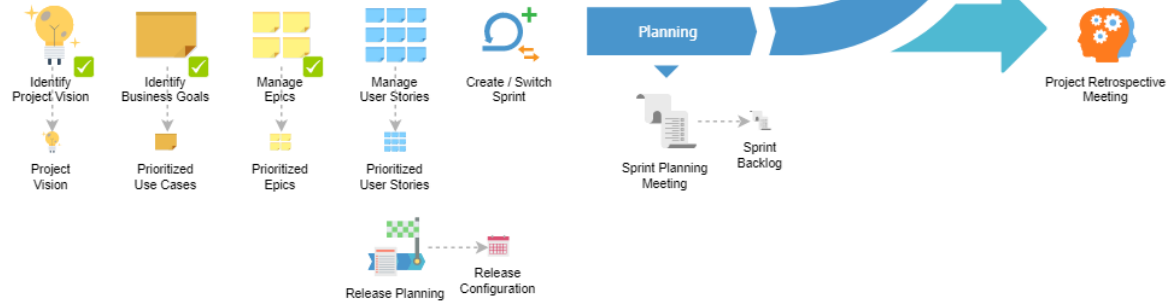 Planning
Identify
Project Vision
Identify
Business Goals
Manage
Epics
Manage
User Stories
Create / Switch
Sprint
Project Retrospective
Meeting
Project
Vision
Prioritized
Use Cases
Prioritized
Epics
Prioritized
User Stories
Sprint Planning
Meeting
Sprint
Backlog
Release Planning
Release
Configuration